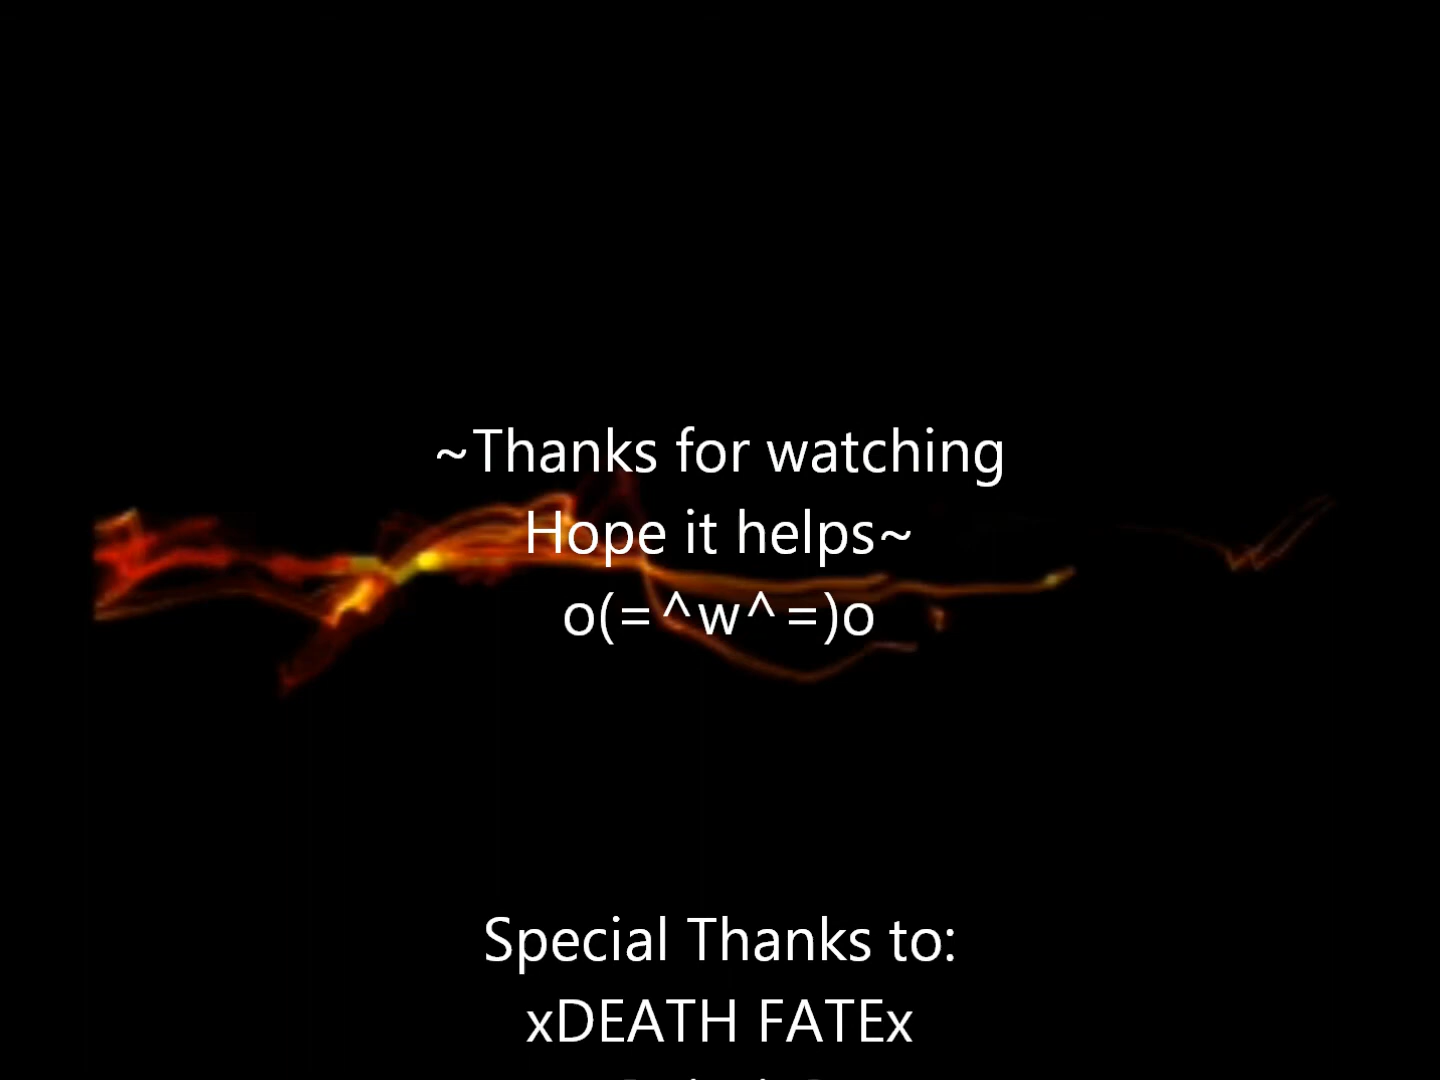 ~Thanks for watching
Hope it helps~
o(=^w^=)o
Special Thanks to:
xDEATH FATEx